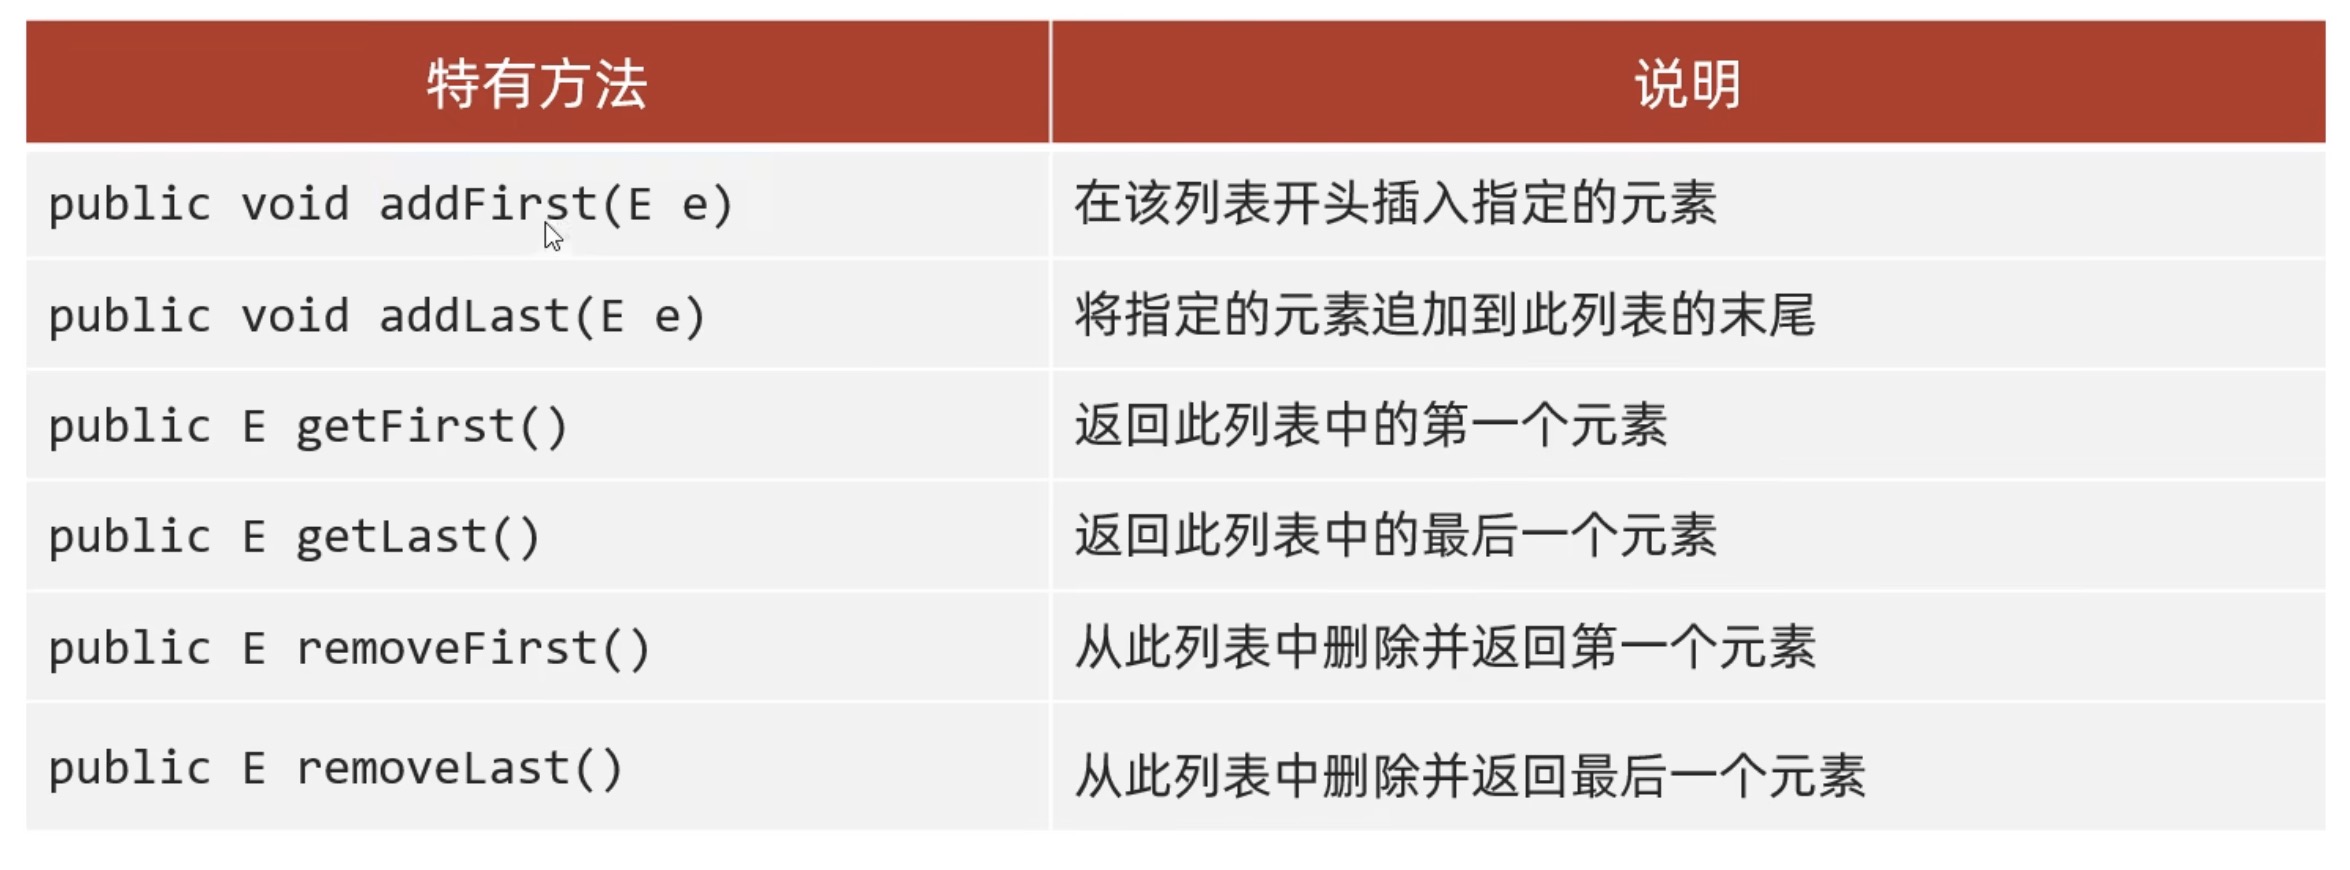 特有方法 说明
public void addFirst(E e) 在该列表开头插入指定的元素
public void addLast(E e) 将指定的元素追加到此列表的末尾
public E getFirst() 返回此列表中的第一个元素
public E getLast() 返回此列表中的最后一个元素
public E removeFirst() 从此列表中删除并返回第一个元素
public E removeLast() 从此列表中删除并返回最后一个元素